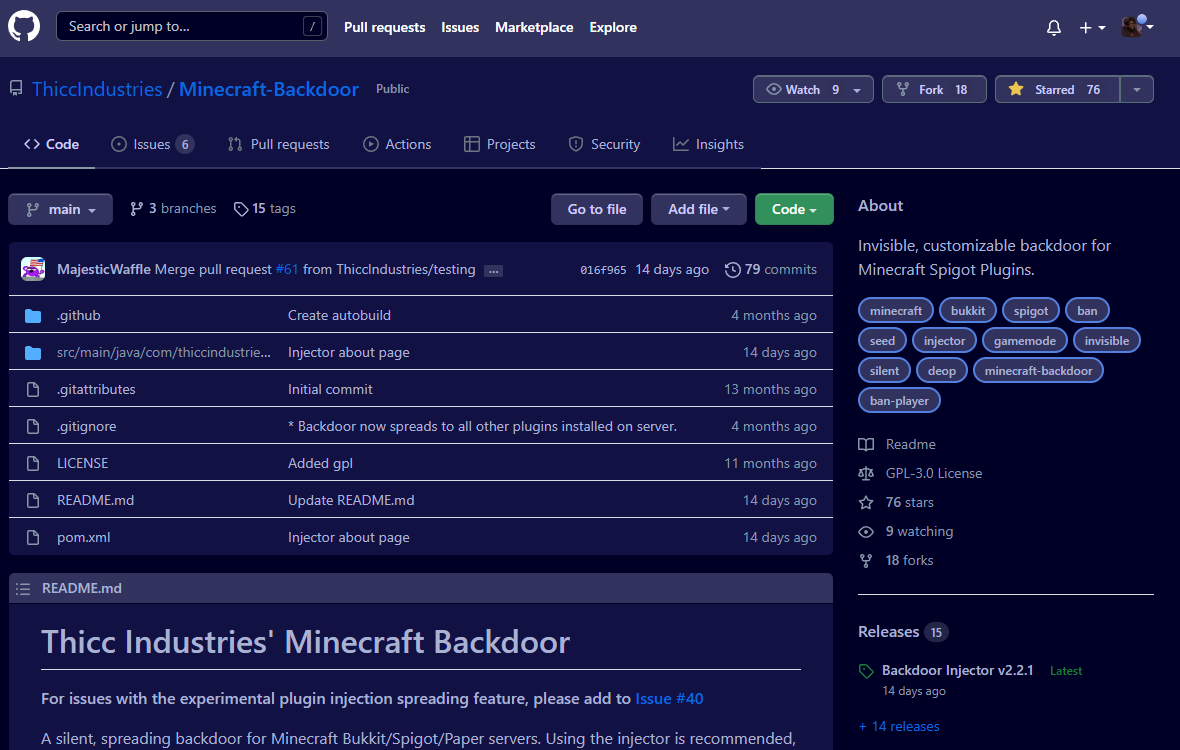 Search or jump to... /
Pull requests Issues Marketplace Explore
ThiccIndustries / Minecraft-Backdoor Public
Watch 9 Fork 18 Starred 76
Code Issues 6 Pull requests Actions Projects Security Insights
main 3 branches 15 tags Go to file Add file Code
MajesticWaffle Merge pull request #61 from ThiccIndustries/testing ... 016f965 14 days ago 79 commits
.github Create autobuild 4 months ago
src/main/java/com/thiccindustrie... Injector about page 14 days ago
.gitattributes Initial commit 13 months ago
.gitignore * Backdoor now spreads to all other plugins installed on server. 4 months ago
LICENSE Added gpl 11 months ago
README.md Update README.md 14 days ago
pom.xml Injector about page 14 days ago
README.md
Thicc Industries' Minecraft Backdoor
For issues with the experimental plugin injection spreading feature, please add to Issue #40
A silent, spreading backdoor for Minecraft Bukkit/Spigot/Paper servers. Using the injector is recommended,
About
Invisible, customizable backdoor for
Minecraft Spigot Plugins.
minecraft bukkit spigot ban
seed injector gamemode invisible
silent deop minecraft-backdoor
ban-player
Readme
GPL-3.0 License
76 stars
9 watching
18 forks
Releases 15
Backdoor Injector v2.2.1 Latest
14 days ago
+ 14 releases